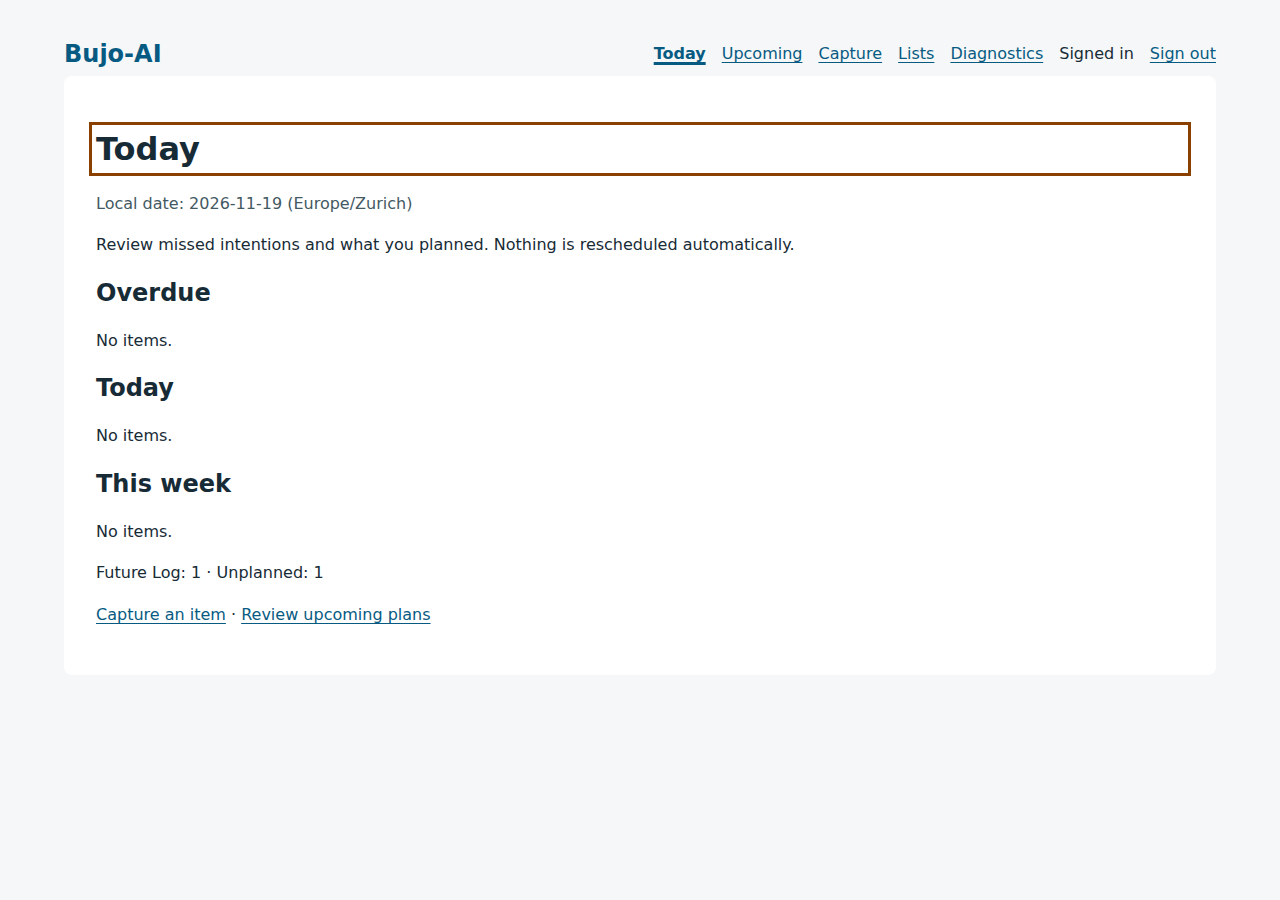 Bujo-AI
Today Upcoming Capture Lists Diagnostics Signed in Sign out
Today
Local date: 2026-11-19 (Europe/Zurich)
Review missed intentions and what you planned. Nothing is rescheduled automatically.
Overdue
No items.
Today
No items.
This week
No items.
Future Log: 1 · Unplanned: 1
Capture an item · Review upcoming plans